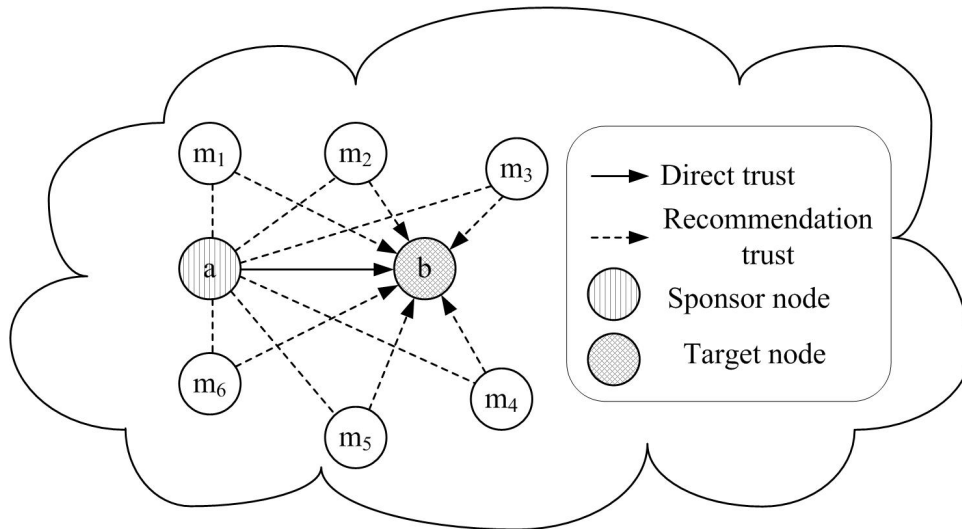 m₁
m₂
m₃
a
b
m₆
m₅
m₄
Direct trust
Recommendation
trust
Sponsor node
Target node